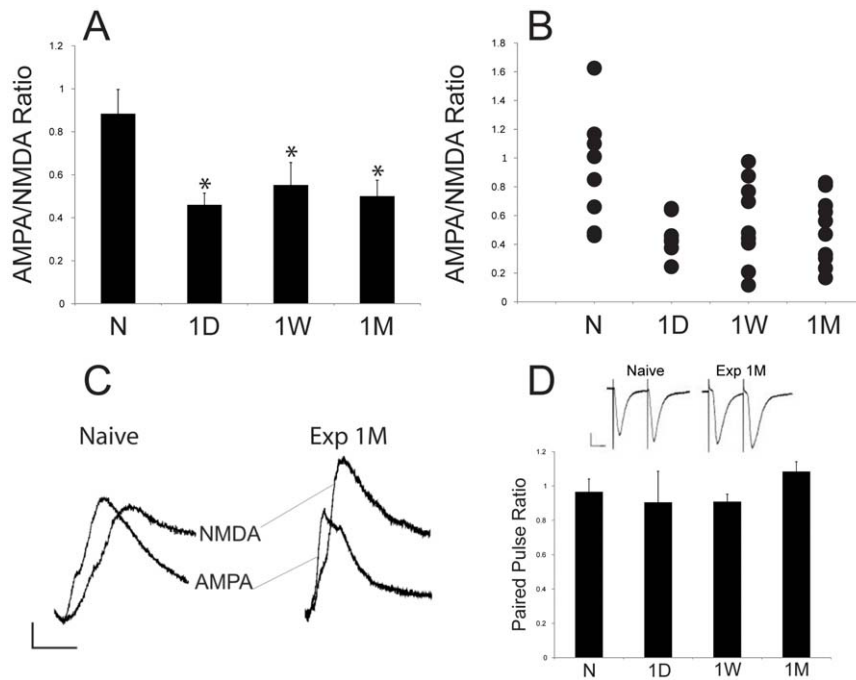 A
AMPA/NMDA Ratio
1.2
1
0.8
0.6
0.4
0.2
0
*
*
*
N 1D 1W 1M
B
AMPA/NMDA Ratio
1.8
1.6
1.4
1.2
1
0.8
0.6
0.4
0.2
0
N 1D 1W 1M
C
Naive Exp 1M
NMDA
AMPA
D
Naive Exp 1M
Paired Pulse Ratio
1.2
1
0.8
0.6
0.4
0.2
0
N 1D 1W 1M